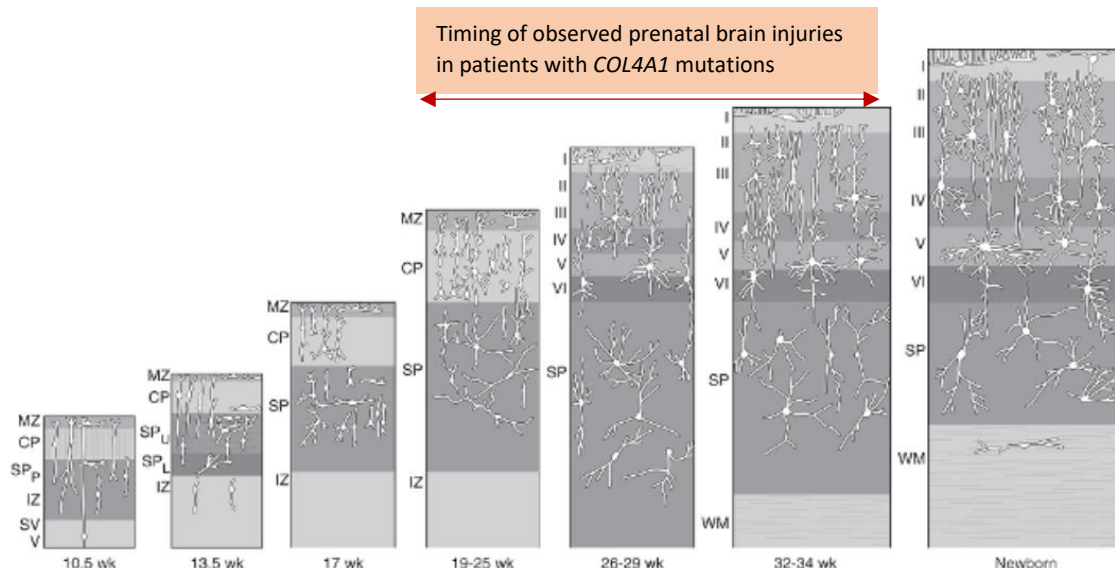 Timing of observed prenatal brain injuries
in patients with COL4A1 mutations
MZ
CP
SPP
IZ
SV
V
10.5 wk
MZ
CP
SPU
SPL
IZ
13.5 wk
MZ
CP
SP
IZ
17 wk
MZ
CP
SP
IZ
19-25 wk
I
II
III
IV
V
VI
SP
26-29 wk
I
II
III
IV
V
VI
SP
WM
32-34 wk
I
II
III
IV
V
VI
SP
WM
Newborn